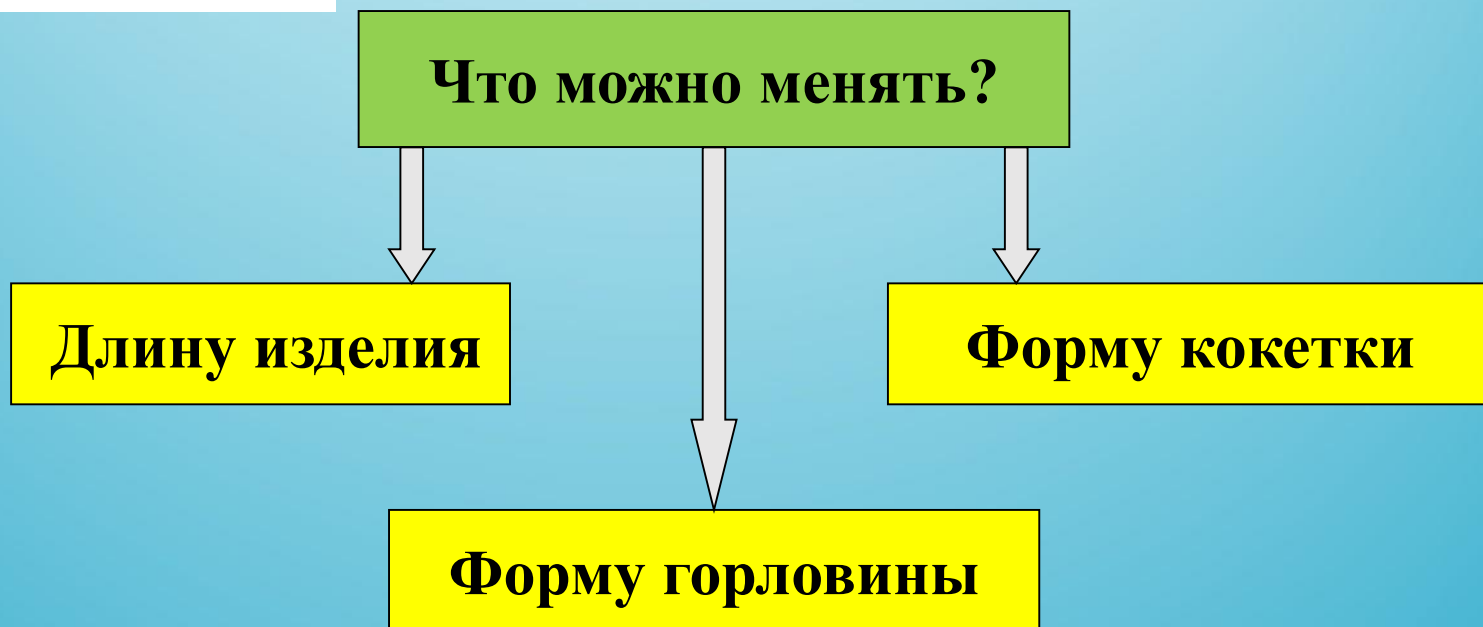 Что можно менять?
Длину изделия
Форму кокетки
Форму горловины